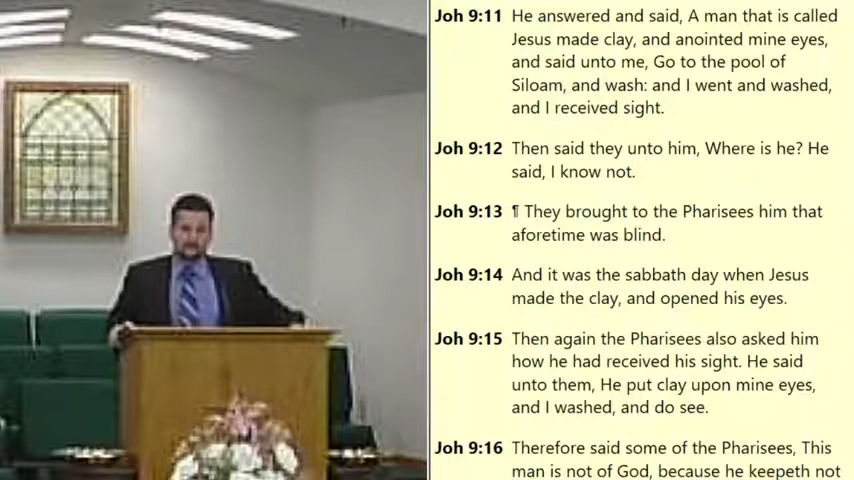 Joh 9:11 He answered and said, A man that is called
Jesus made clay, and anointed mine eyes,
and said unto me, Go to the pool of
Siloam, and wash: and I went and washed,
and I received sight.
Joh 9:12 Then said they unto him, Where is he? He
said, I know not.
Joh 9:13 ¶ They brought to the Pharisees him that
aforetime was blind.
Joh 9:14 And it was the sabbath day when Jesus
made the clay, and opened his eyes.
Joh 9:15 Then again the Pharisees also asked him
how he had received his sight. He said
unto them, He put clay upon mine eyes,
and I washed, and do see.
Joh 9:16 Therefore said some of the Pharisees, This
man is not of God, because he keepeth not